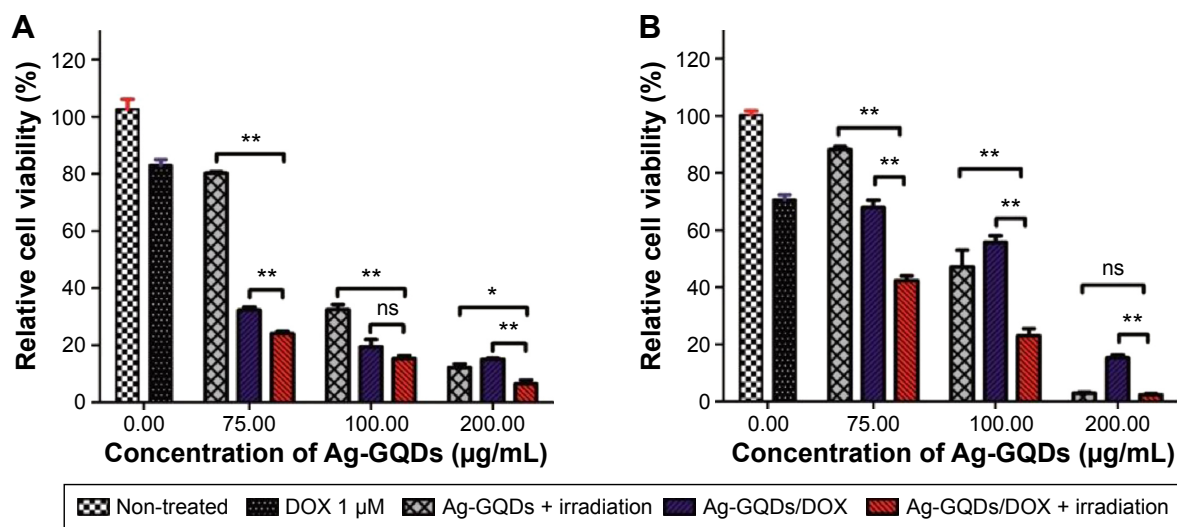 A
Relative cell viability (%)
120
100
80
60
40
20
0
**
**
**
ns
*
**
0.00 75.00 100.00 200.00
Concentration of Ag-GQDs (µg/mL)
B
Relative cell viability (%)
120
100
80
60
40
20
0
**
**
**
**
ns
**
0.00 75.00 100.00 200.00
Concentration of Ag-GQDs (µg/mL)
Non-treated DOX 1 µM Ag-GQDs + irradiation Ag-GQDs/DOX Ag-GQDs/DOX + irradiation